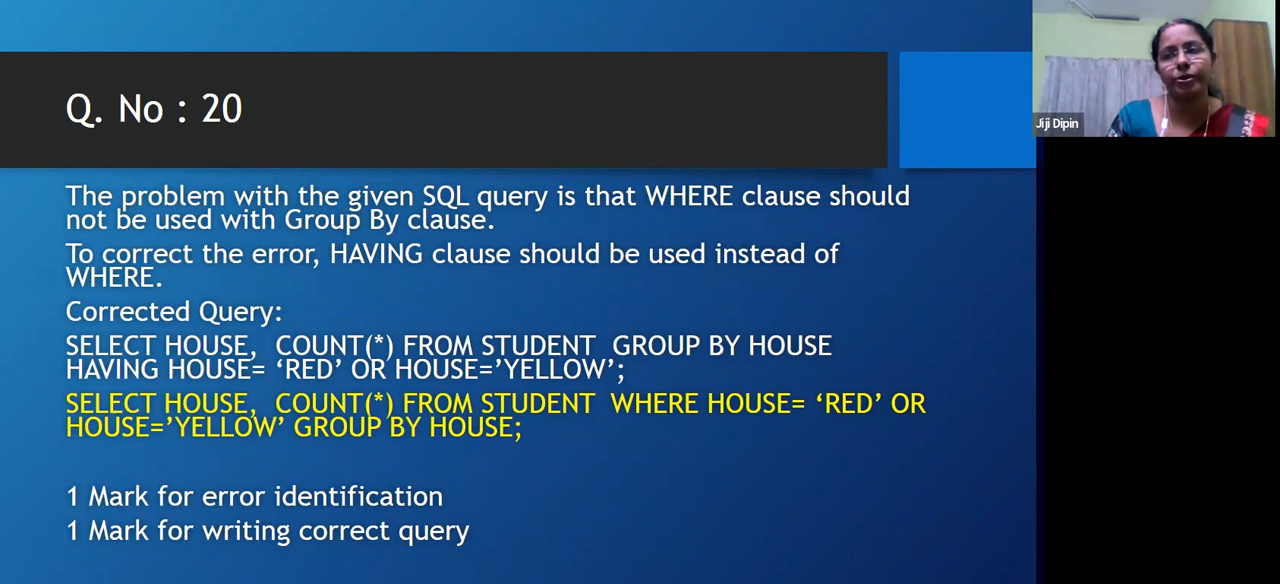 Q. No : 20
Jiji Dipin
The problem with the given SQL query is that WHERE clause should
not be used with Group By clause.
To correct the error, HAVING clause should be used instead of
WHERE.
Corrected Query:
SELECT HOUSE,  COUNT(*) FROM STUDENT  GROUP BY HOUSE
HAVING HOUSE= ‘RED’ OR HOUSE=’YELLOW’;
SELECT HOUSE,  COUNT(*) FROM STUDENT  WHERE HOUSE= ‘RED’ OR
HOUSE=’YELLOW’ GROUP BY HOUSE;
1 Mark for error identification
1 Mark for writing correct query